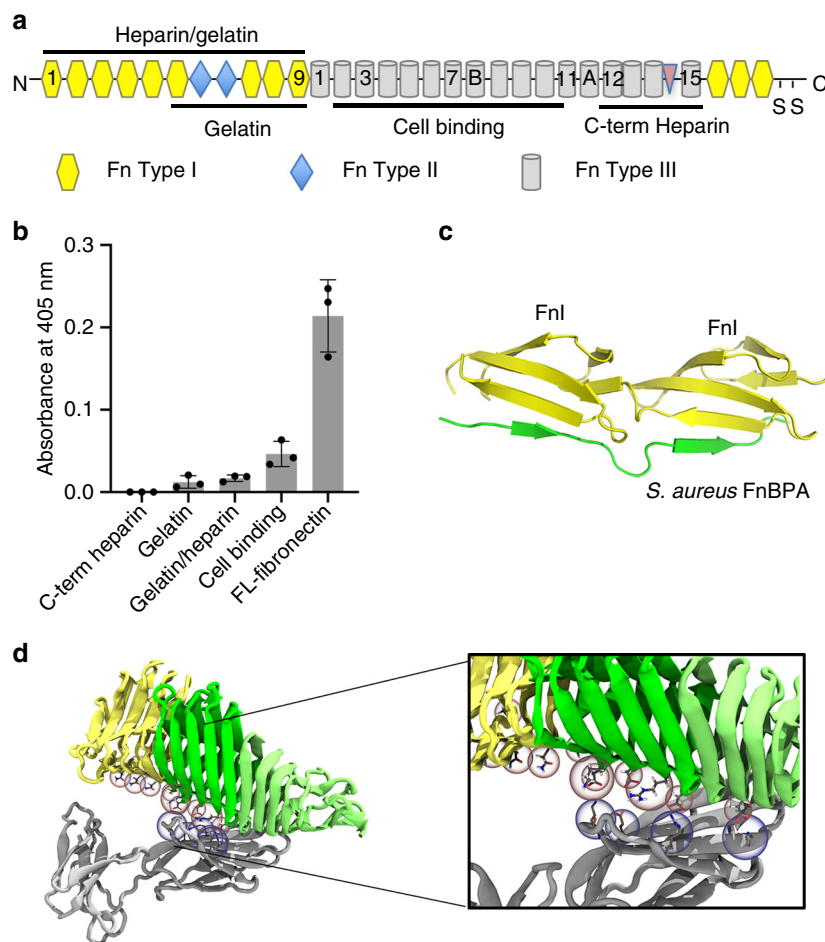 a
Heparin/gelatin
N 1 9 1 3 7 B 11 A 12 15 C
S S
Gelatin Cell binding C-term Heparin
Fn Type I Fn Type II Fn Type III
b
Absorbance at 405 nm
0.3
0.2
0.1
0.0
C-term heparin
Gelatin
Gelatin/heparin
Cell binding
FL-fibronectin
c
FnI FnI
S. aureus FnBPA
d